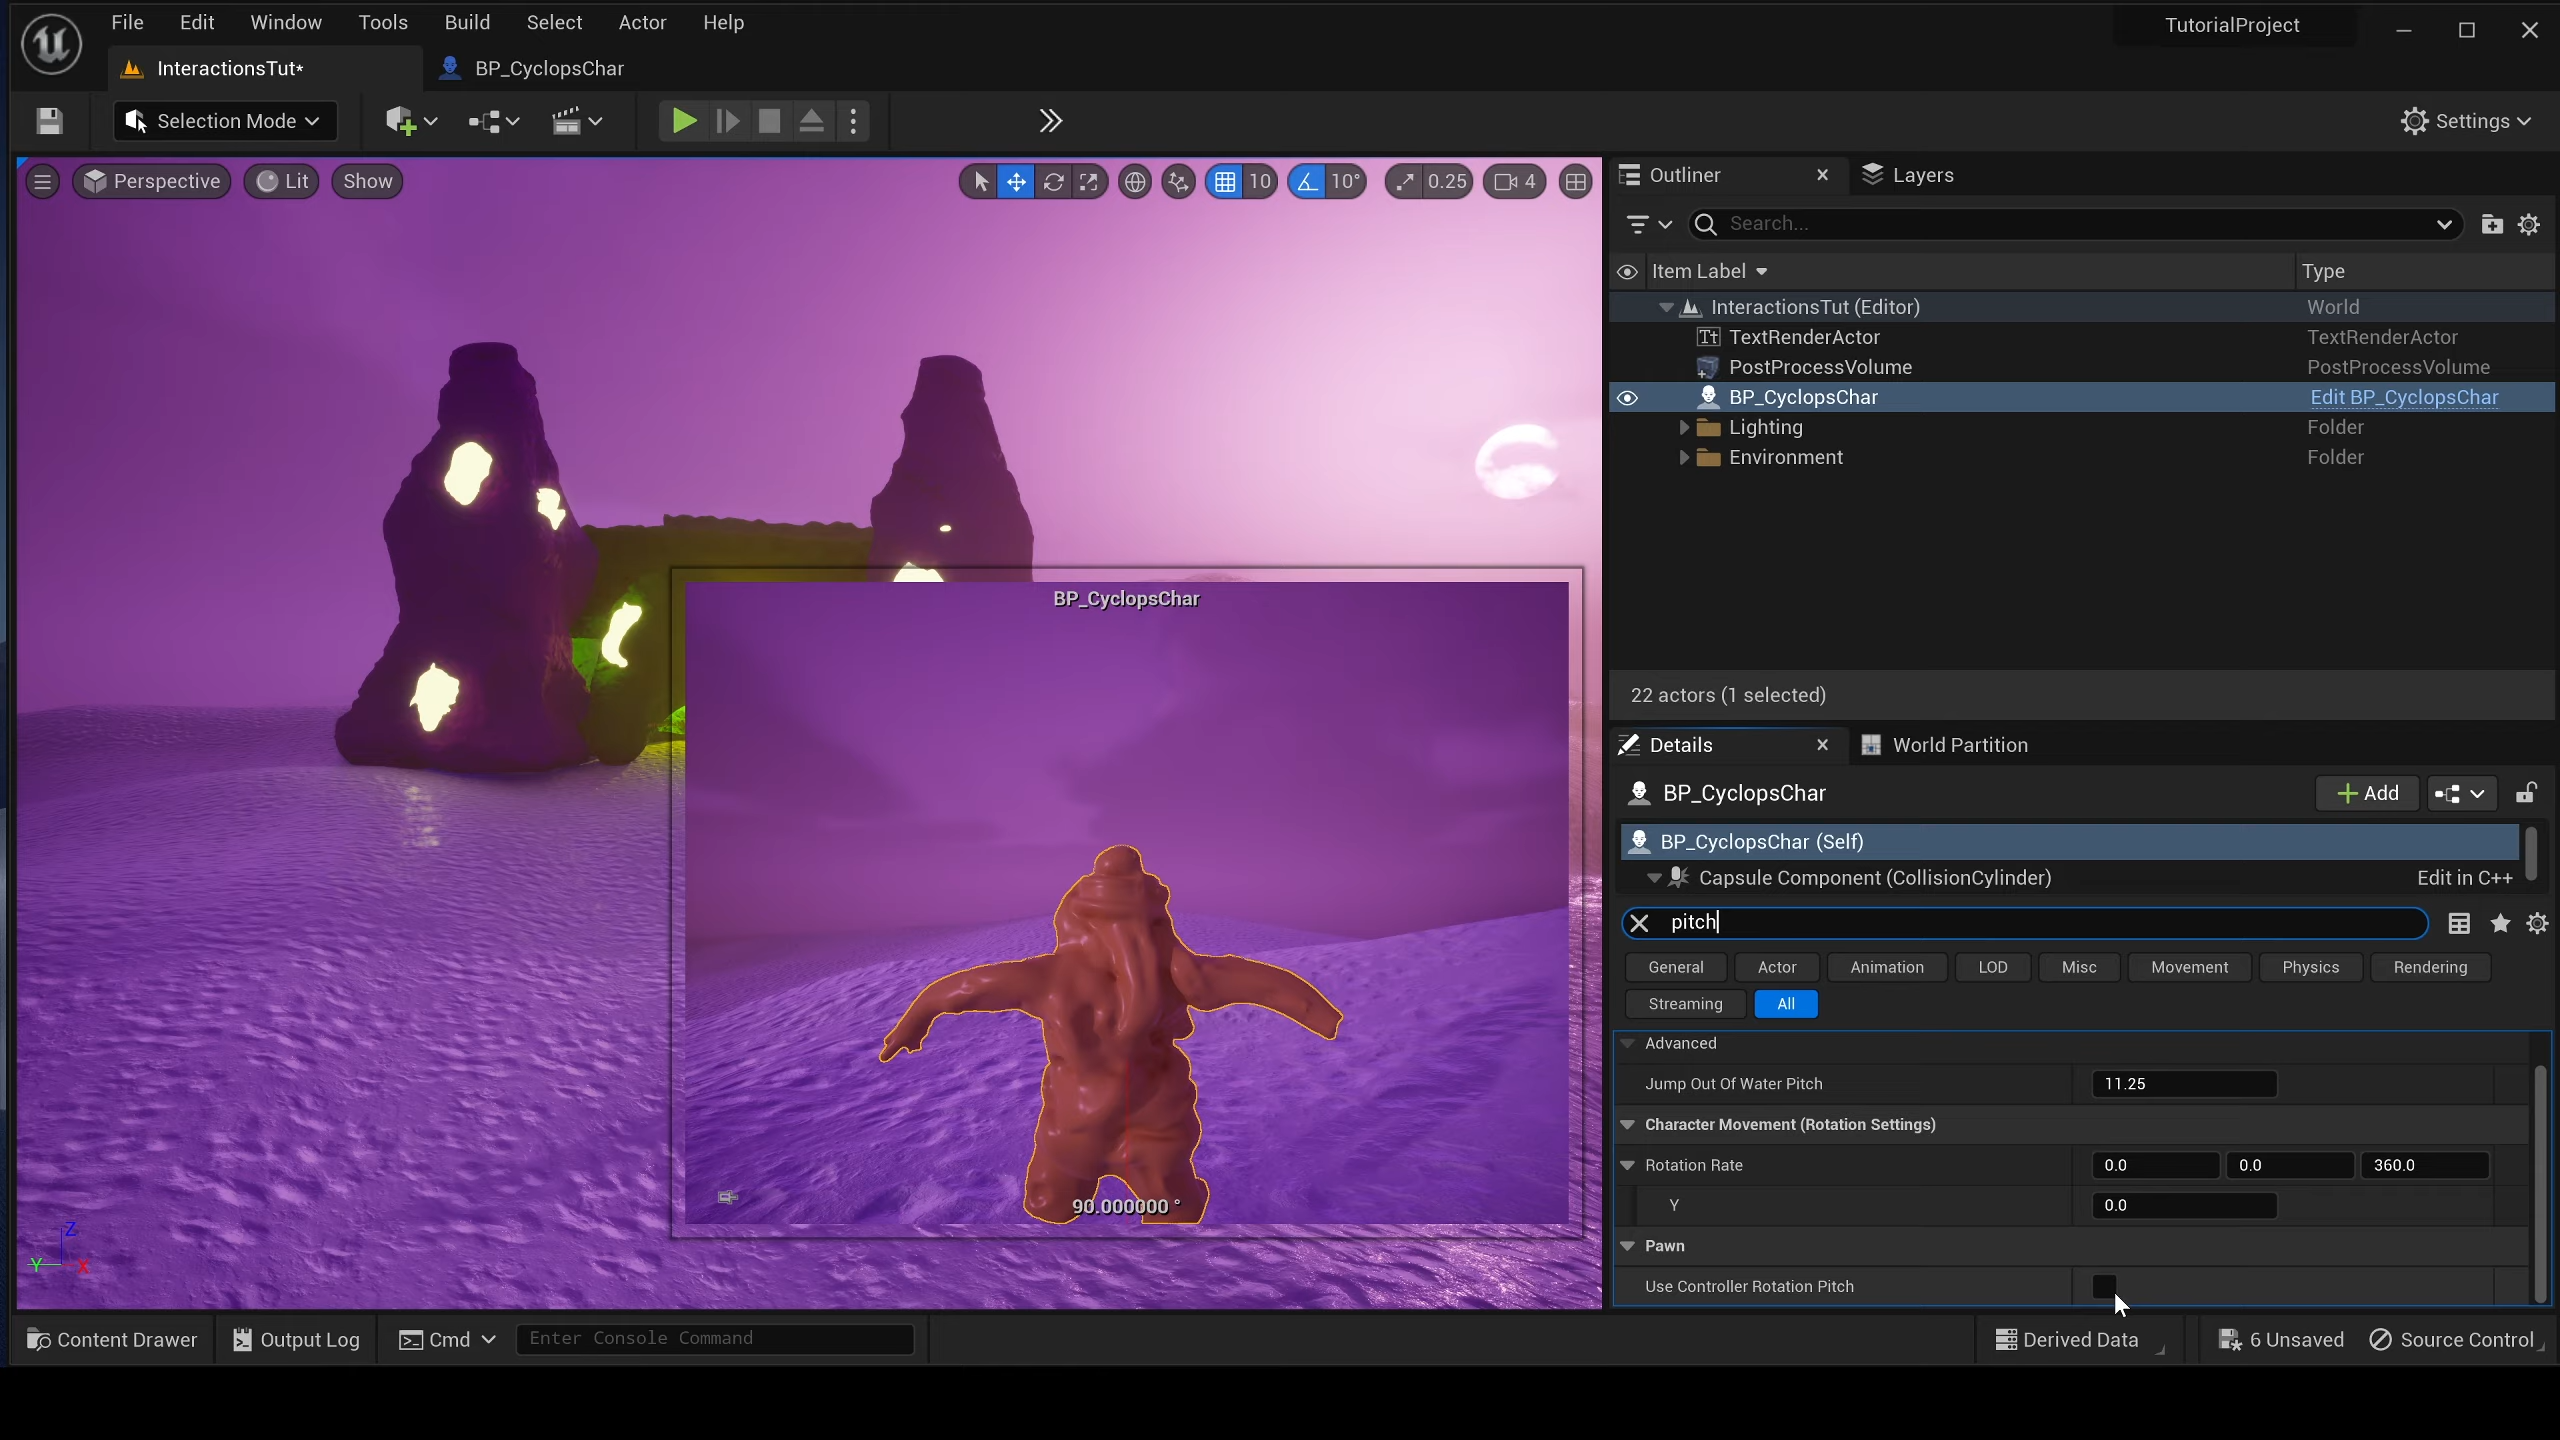 File Edit Window Tools Build Select Actor Help
TutorialProject
InteractionsTut*
BP_CyclopsChar
Selection Mode
Settings
Perspective
Lit
Show
10
10°
0.25
4
Outliner
Layers
Search...
Item Label
Type
InteractionsTut (Editor)
World
TextRenderActor
TextRenderActor
PostProcessVolume
PostProcessVolume
BP_CyclopsChar
Edit BP_CyclopsChar
Lighting
Folder
Environment
Folder
22 actors (1 selected)
BP_CyclopsChar
90.000000 °
Z
Y
X
Details
World Partition
BP_CyclopsChar
Add
BP_CyclopsChar (Self)
Capsule Component (CollisionCylinder)
Edit in C++
pitch
General Actor Animation LOD Misc Movement Physics Rendering
Streaming All
Advanced
Jump Out Of Water Pitch
11.25
Character Movement (Rotation Settings)
Rotation Rate
0.0 0.0 360.0
Y
0.0
Pawn
Use Controller Rotation Pitch
Content Drawer
Output Log
Cmd
Enter Console Command
Derived Data
6 Unsaved
Source Control